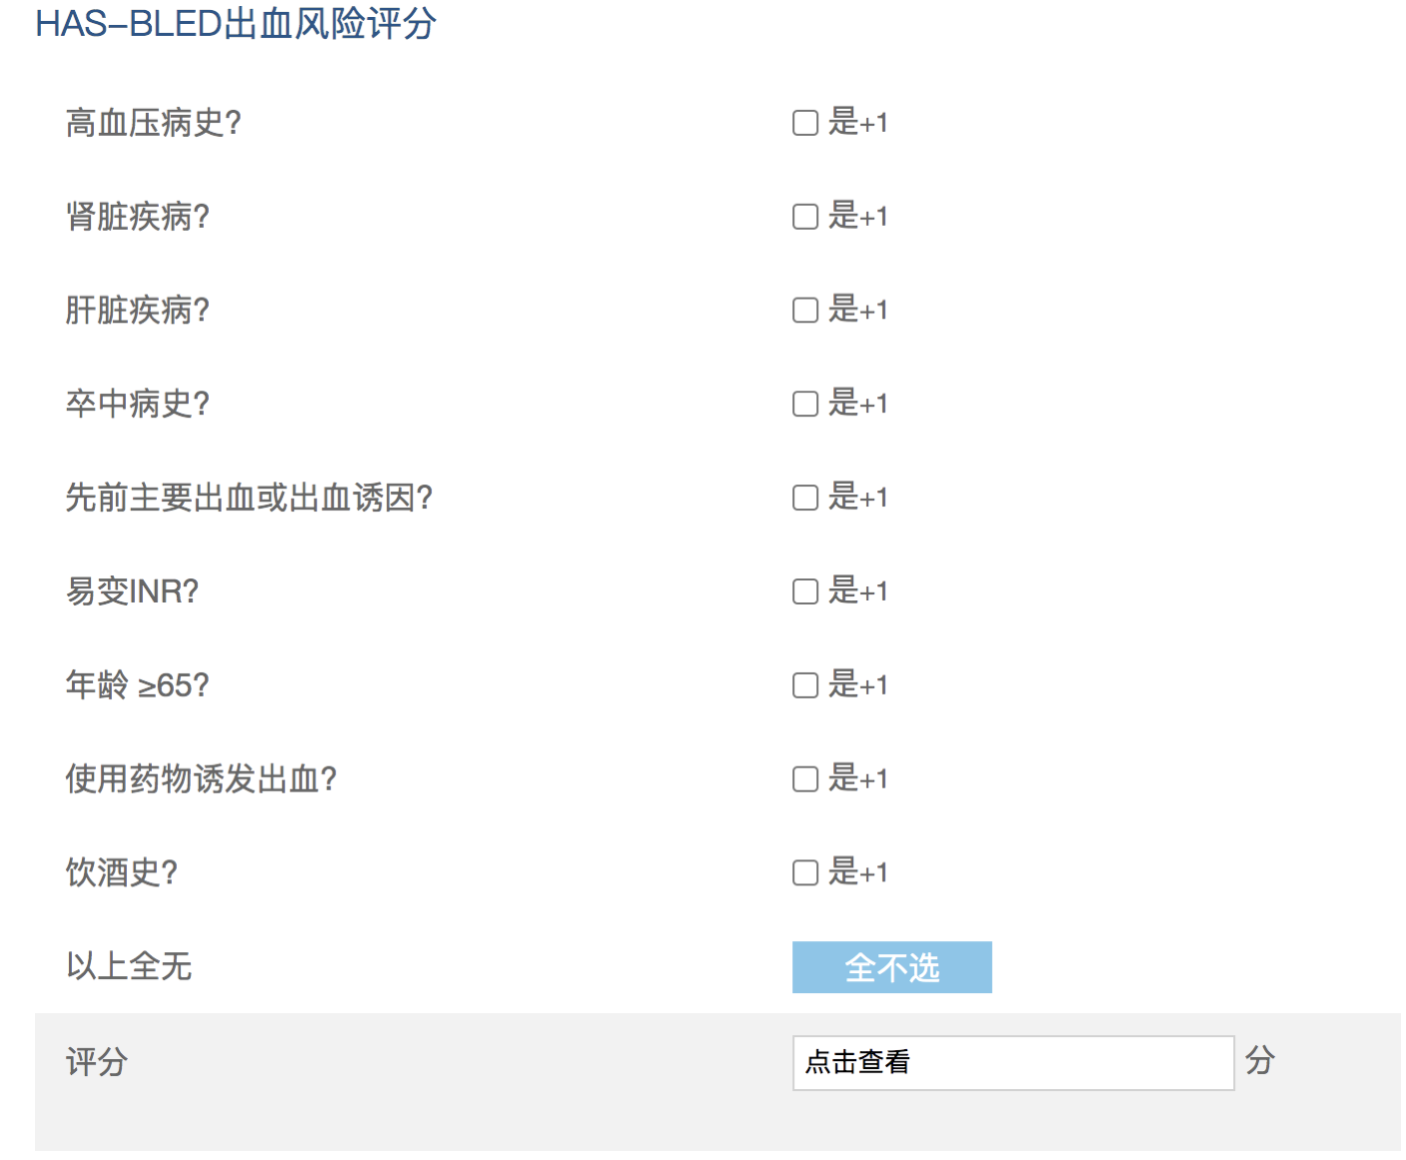 HAS–BLED出血风险评分
高血压病史? 是+1
肾脏疾病? 是+1
肝脏疾病? 是+1
卒中病史? 是+1
先前主要出血或出血诱因? 是+1
易变INR? 是+1
年龄 ≥65? 是+1
使用药物诱发出血? 是+1
饮酒史? 是+1
以上全无 全不选
评分 点击查看 分